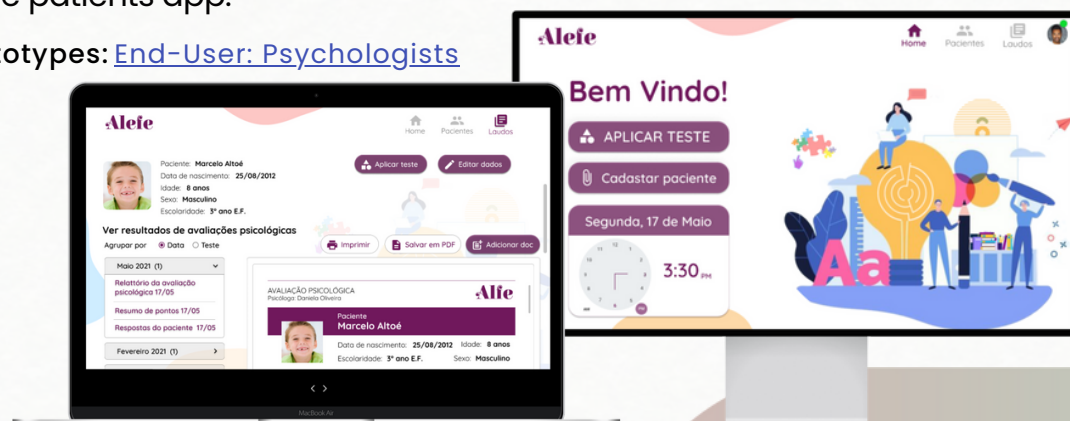 e patients app.
totypes: End-User: Psychologists
Alefe
Home Pacientes Laudos
Paciente: Marcelo Altoé
Data de nascimento: 25/08/2012
Idade: 8 anos
Sexo: Masculino
Escolaridade: 3º ano E.F.
Aplicar teste
Editar dados
Ver resultados de avaliações psicológicas
Agrupar por Data Teste
Imprimir
Salvar em PDF
Adicionar doc
Maio 2021 (1)
Relattório da avaliação
psicológica 17/05
Resumo de pontos 17/05
Respostas do paciente 17/05
Fevereiro 2021 (1)
AVALIAÇÃO PSICOLÓGICA
Psicóloga: Daniela Oliveira
Alfie
Paciente
Marcelo Altoé
Data de nascimento: 25/08/2012 Idade: 8 anos
Escolaridade: 3º ano E.F. Sexo: Masculino
MacBook Air
Alefe
Home Pacientes Laudos
Bem Vindo!
APLICAR TESTE
Cadastar paciente
Segunda, 17 de Maio
3:30 PM
Aa